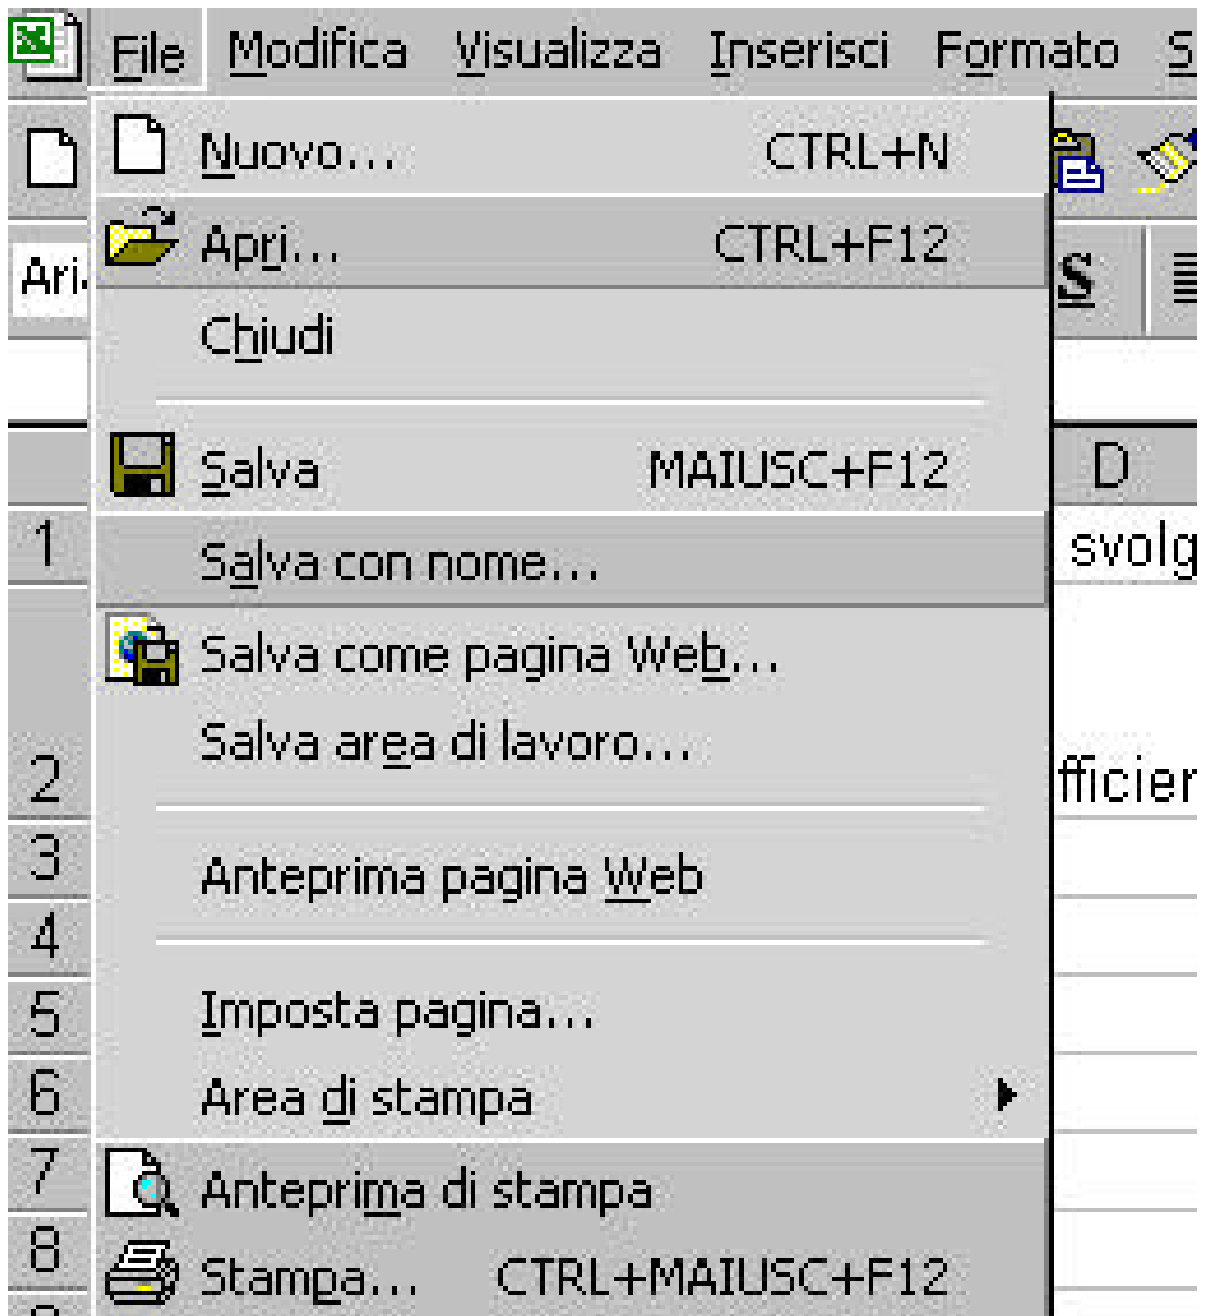 File Modifica Visualizza Inserisci Formato S
Nuovo... CTRL+N
Apri... CTRL+F12
Ari S
Chiudi
Salva MAIUSC+F12
D
1 Salva con nome... svolg
Salva come pagina Web...
Salva area di lavoro...
2 fficier
3
Anteprima pagina Web
4
5 Imposta pagina...
6 Area di stampa
7 Anteprima di stampa
8 Stampa... CTRL+MAIUSC+F12